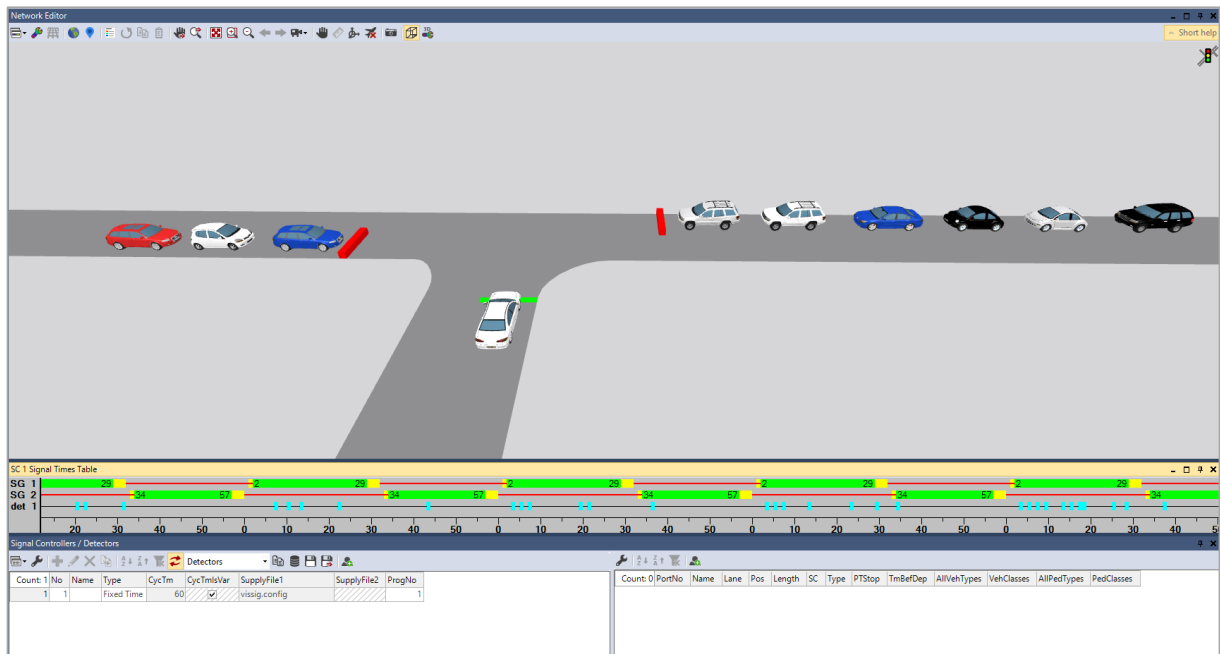 Network Editor
Short help
SC 1 Signal Times Table
SG 1 29 2 29 2 29 2 29 2 29
SG 2 34 57 34 57 34 57 34 57 34
det 1
20 30 40 50 0 10 20 30 40 50 0 10 20 30 40 50 0 10 20 30 40 50 0 10 20 30 40 5
Signal Controllers / Detectors
Detectors
Count: 1 No Name Type CycTm CycTmIsVar SupplyFile1 SupplyFile2 ProgNo
1 1 Fixed Time 60 vissig.config 1
Count: 0 PortNo Name Lane Pos Length SC Type PTStop TmBefDep AllVehTypes VehClasses AllPedTypes PedClasses